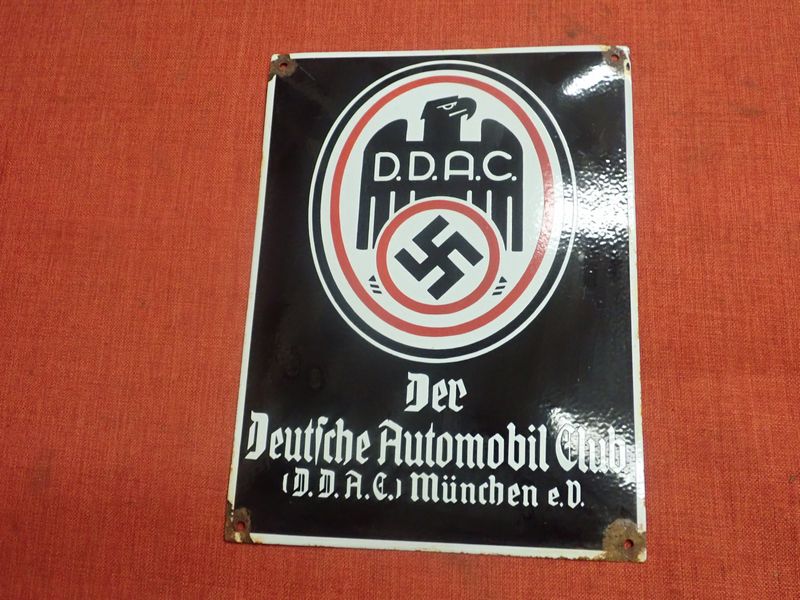 D.D.A.C.
Der
Deutſche Automobil Club
(D.D.A.C.) München e.V.